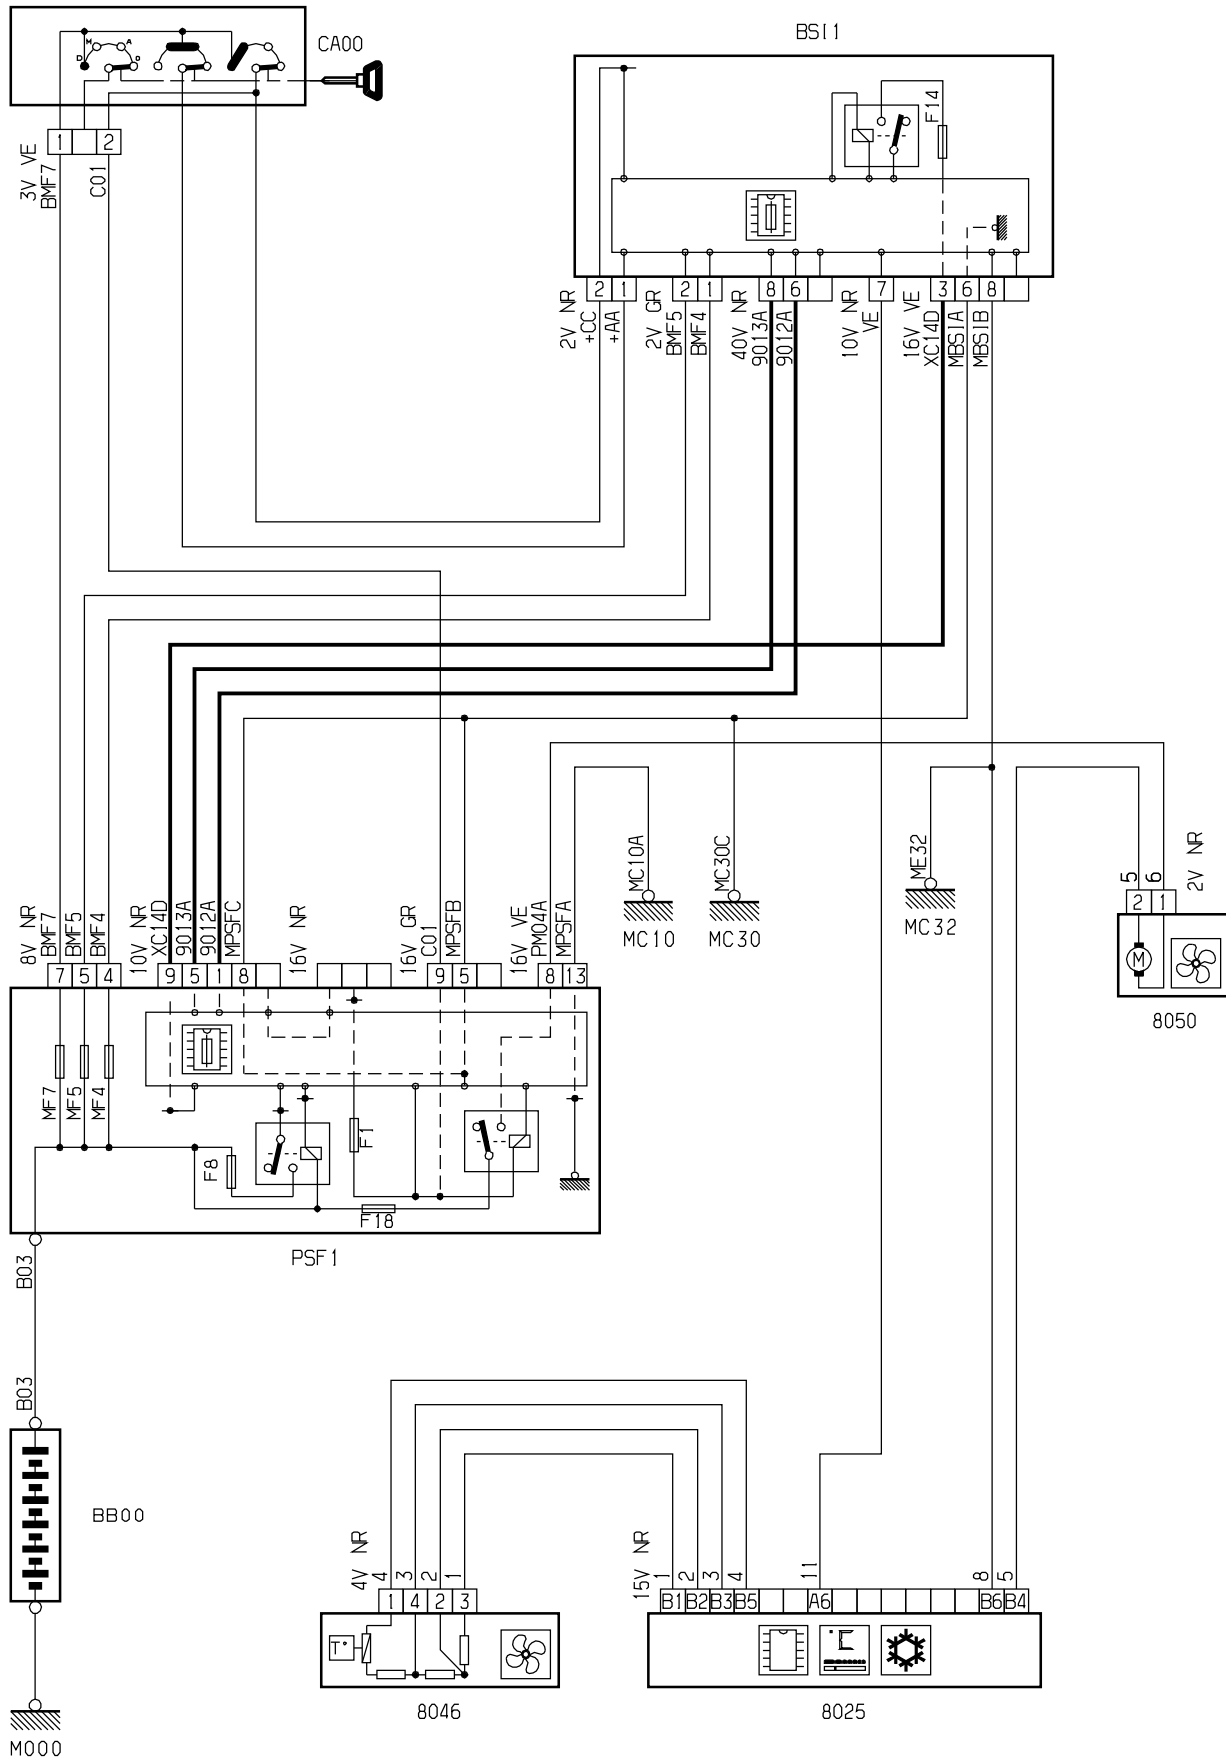 CA00
M A
D D
1 2
3V VE
BMF7
C01
BSI1
F14
2 1 2 1 8 6 7 3 6 8
2V NR
+CC
+AA
2V GR
BMF5
BMF4
40V NR
9013A
9012A
10V NR
VE
16V VE
XC14D
MBSIA
MBSIB
8V NR
BMF7
BMF5
BMF4
10V NR
XC14D
9013A
9012A
MPSFC
16V NR
16V GR
C01
MPSFB
16V VE
PM04A
MPSFA
MC10A
MC10
MC30C
MC30
ME32
MC32
5
6
2V NR
2 1
M
8050
7 5 4 9 5 1 8 9 5 8 13
MF7
MF5
MF4
F8
F1
F18
PSF1
B03
B03
BB00
M000
4V NR
4
3
2
1
1 4 2 3
T°
8046
15V NR
1
2
3
4
11
8
5
B1 B2 B3 B5 A6 B6 B4
°C
8025